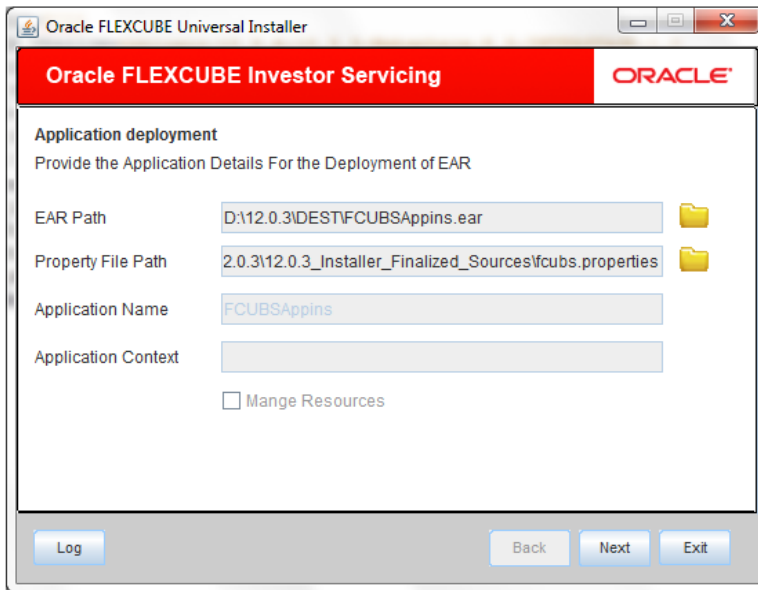 Oracle FLEXCUBE Universal Installer
Oracle FLEXCUBE Investor Servicing
ORACLE
Application deployment
Provide the Application Details For the Deployment of EAR
EAR Path D:\12.0.3\DEST\FCUBSAppins.ear
Property File Path 2.0.3\12.0.3_Installer_Finalized_Sources\fcubs.properties
Application Name FCUBSAppins
Application Context
Mange Resources
Log Back Next Exit